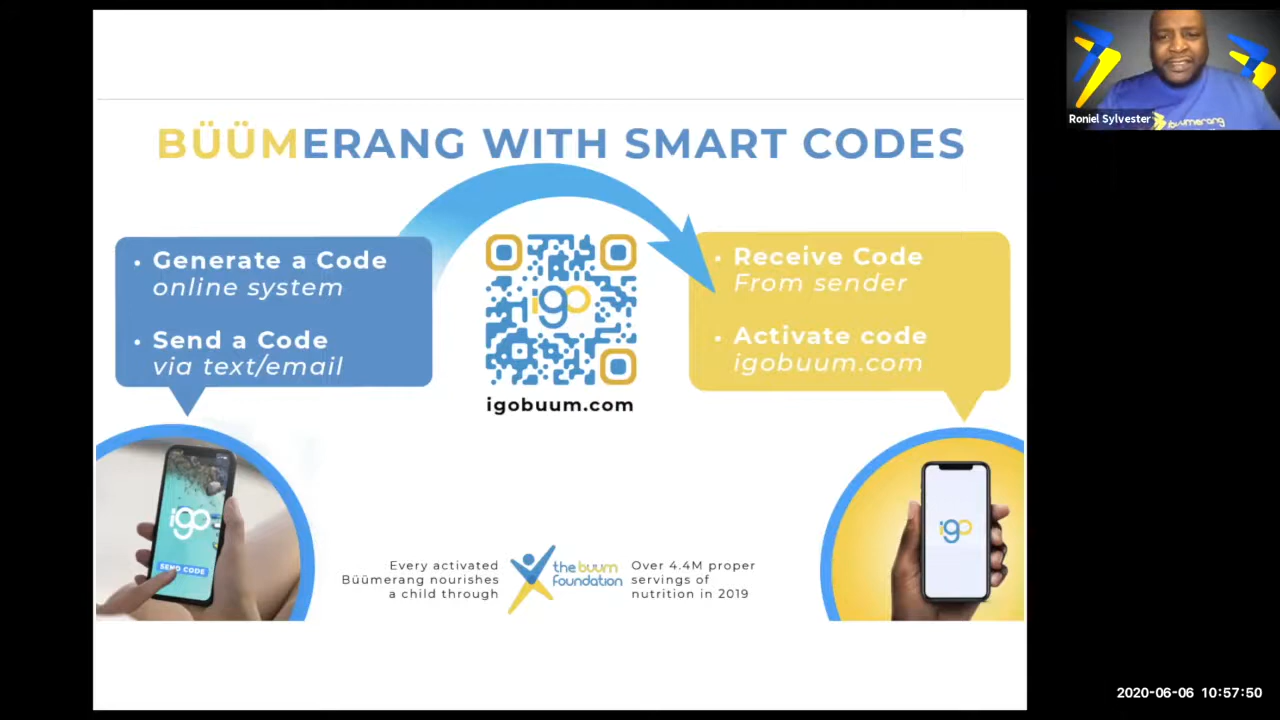 BÜÜMERANG WITH SMART CODES
• Generate a Code
online system
• Send a Code
via text/email
igo
igobuum.com
• Receive Code
From sender
• Activate code
igobuum.com
igo
SEND CODE
igo
Every activated
Büümerang nourishes
a child through
the buum
foundation
Over 4.4M proper
servings of
nutrition in 2019
Roniel Sylvester
buumerang
2020-06-06 10:57:50